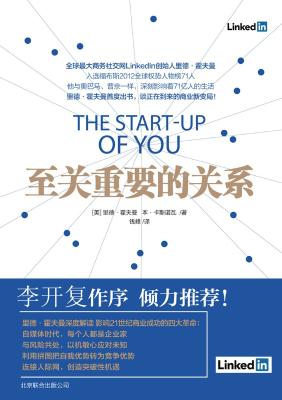 Linked in
全球最大商务社交网LinkedIn创始人里德·霍夫曼
入选福布斯2012全球权势人物榜71人
他与奥巴马、普京一样，深刻影响着71亿人的生活
里德·霍夫曼首度出书，谈正在到来的商业新变局！
THE START-UP
OF YOU
至关重要的关系
[美] 里德·霍夫曼 本·卡斯诺瓦 /著
钱峰 /译
李开复作序 倾力推荐！
里德·霍夫曼深度解读 影响21世纪商业成功的四大革命：
自媒体时代，每个人都是企业家
与风险共处，以机敏心应对未知
利用拼图把自我优势转为竞争优势
连接人际网，创造突破性机遇
Linked in
北京联合出版公司